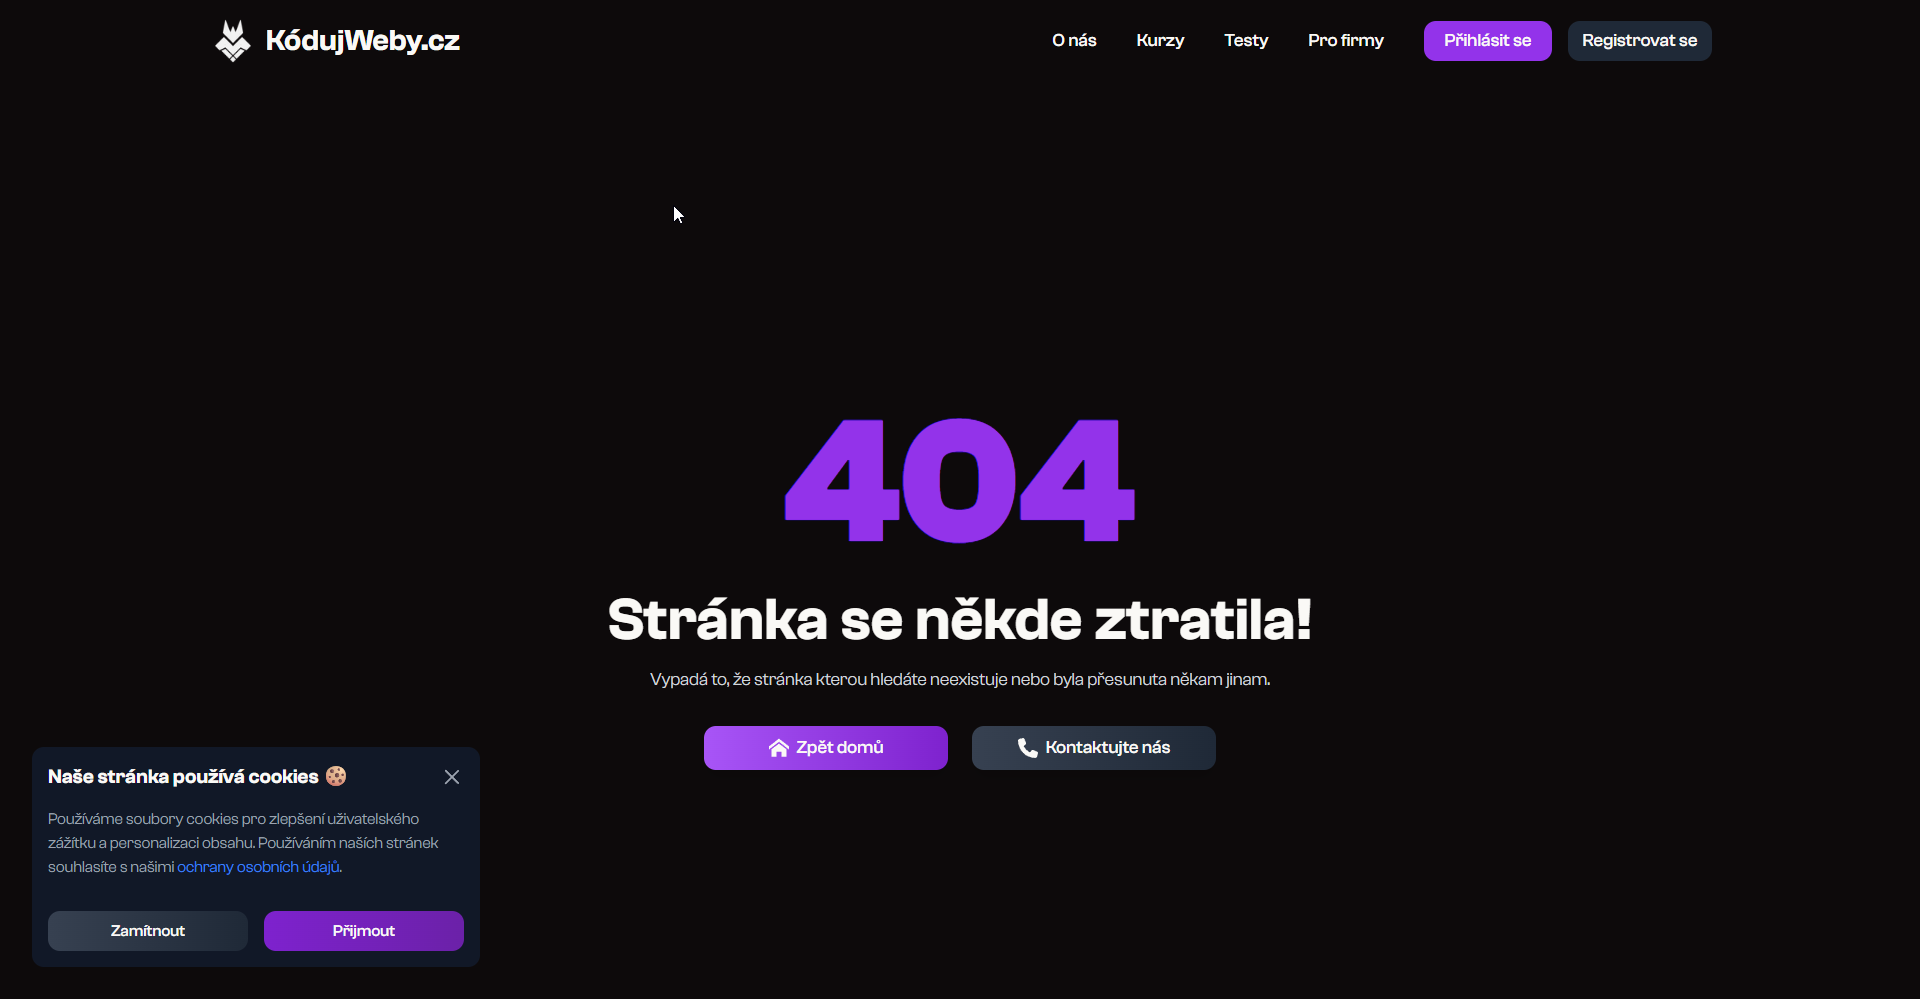 KódujWeby.cz
O nás
Kurzy
Testy
Pro firmy
Přihlásit se
Registrovat se
404
Stránka se někde ztratila!
Vypadá to, že stránka kterou hledáte neexistuje nebo byla přesunuta někam jinam.
Zpět domů
Kontaktujte nás
Naše stránka používá cookies 🍪
Používáme soubory cookies pro zlepšení uživatelského
zážítku a personalizaci obsahu. Používáním naších stránek
souhlasíte s našimi ochrany osobních údajů.
Zamítnout
Přijmout